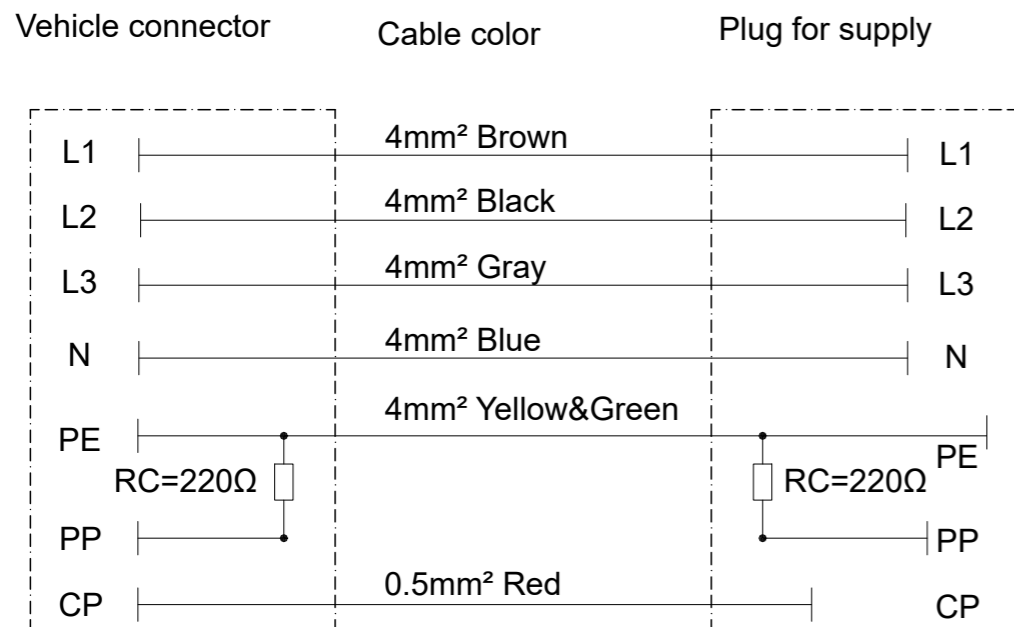 Vehicle connector Cable color Plug for supply
L1 4mm² Brown L1
L2 4mm² Black L2
L3 4mm² Gray L3
N 4mm² Blue N
PE 4mm² Yellow&Green PE
RC=220Ω RC=220Ω
PP PP
CP 0.5mm² Red CP